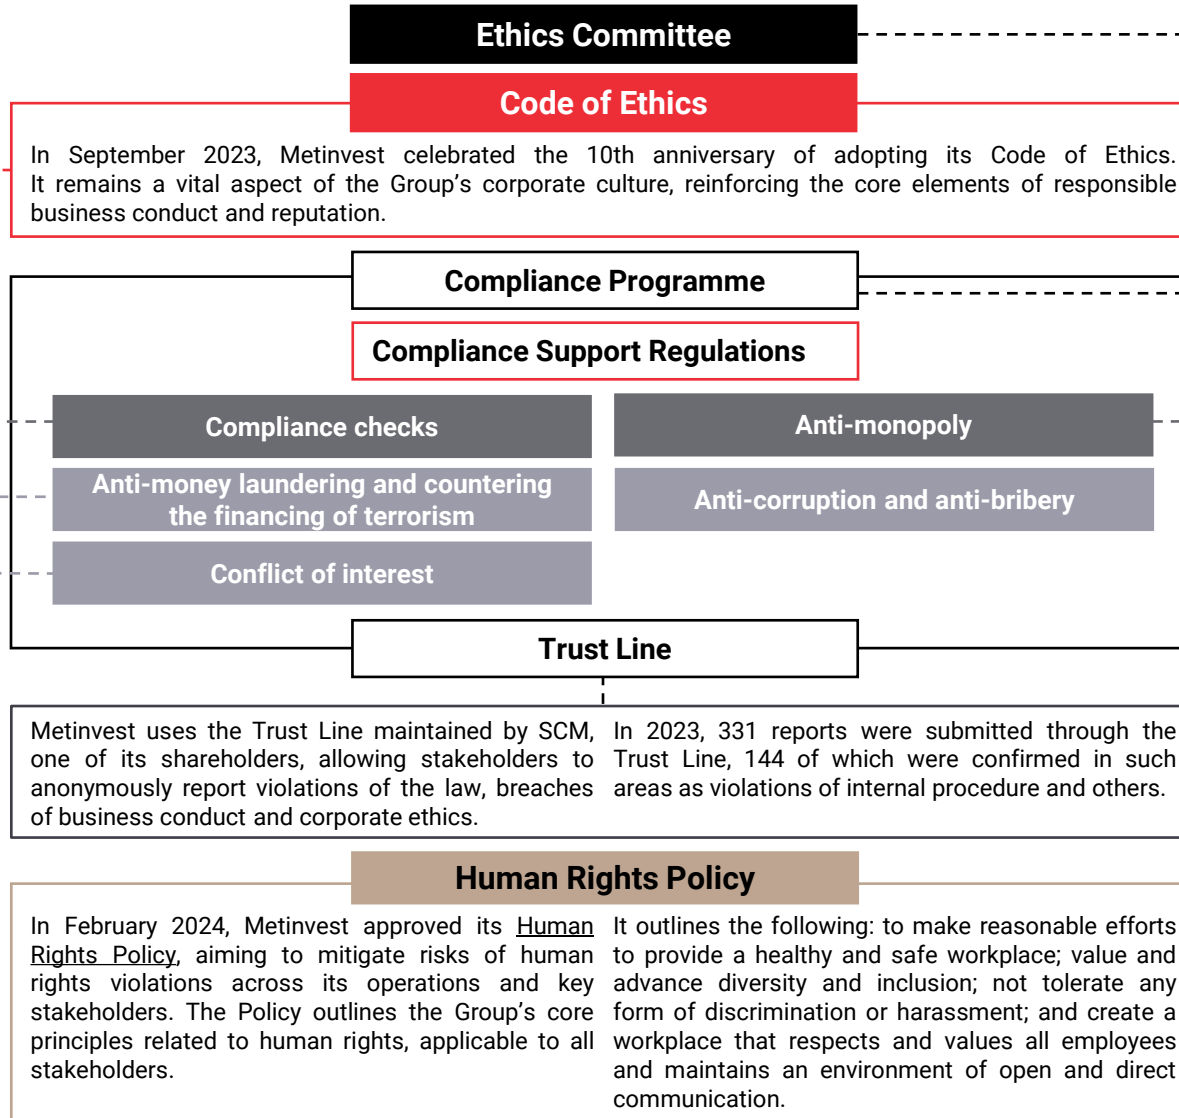 Ethics Committee
Code of Ethics
In September 2023, Metinvest celebrated the 10th anniversary of adopting its Code of Ethics.
It remains a vital aspect of the Group’s corporate culture, reinforcing the core elements of responsible
business conduct and reputation.
Compliance Programme
Compliance Support Regulations
Compliance checks
Anti-monopoly
Anti-money laundering and countering
the financing of terrorism
Anti-corruption and anti-bribery
Conflict of interest
Trust Line
Metinvest uses the Trust Line maintained by SCM,
one of its shareholders, allowing stakeholders to
anonymously report violations of the law, breaches
of business conduct and corporate ethics.
In 2023, 331 reports were submitted through the
Trust Line, 144 of which were confirmed in such
areas as violations of internal procedure and others.
Human Rights Policy
In February 2024, Metinvest approved its Human
Rights Policy, aiming to mitigate risks of human
rights violations across its operations and key
stakeholders. The Policy outlines the Group’s core
principles related to human rights, applicable to all
stakeholders.
It outlines the following: to make reasonable efforts
to provide a healthy and safe workplace; value and
advance diversity and inclusion; not tolerate any
form of discrimination or harassment; and create a
workplace that respects and values all employees
and maintains an environment of open and direct
communication.